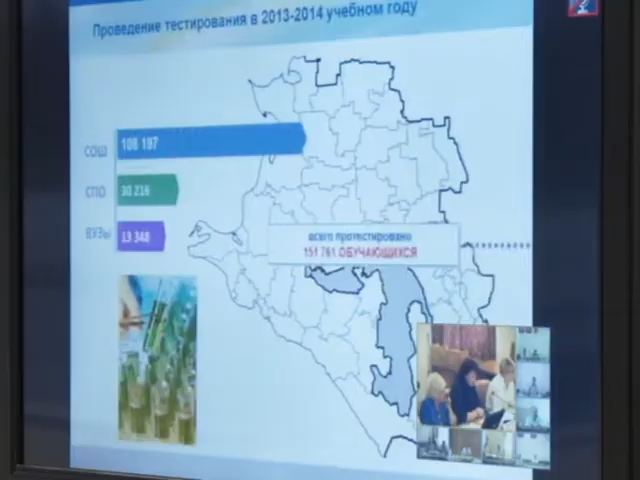 Проведение тестирования в 2013-2014 учебном году
СОШ
108 187
СПО
30 216
ВУЗы
13 348
всего протестировано
151 761 ОБУЧАЮЩИХСЯ